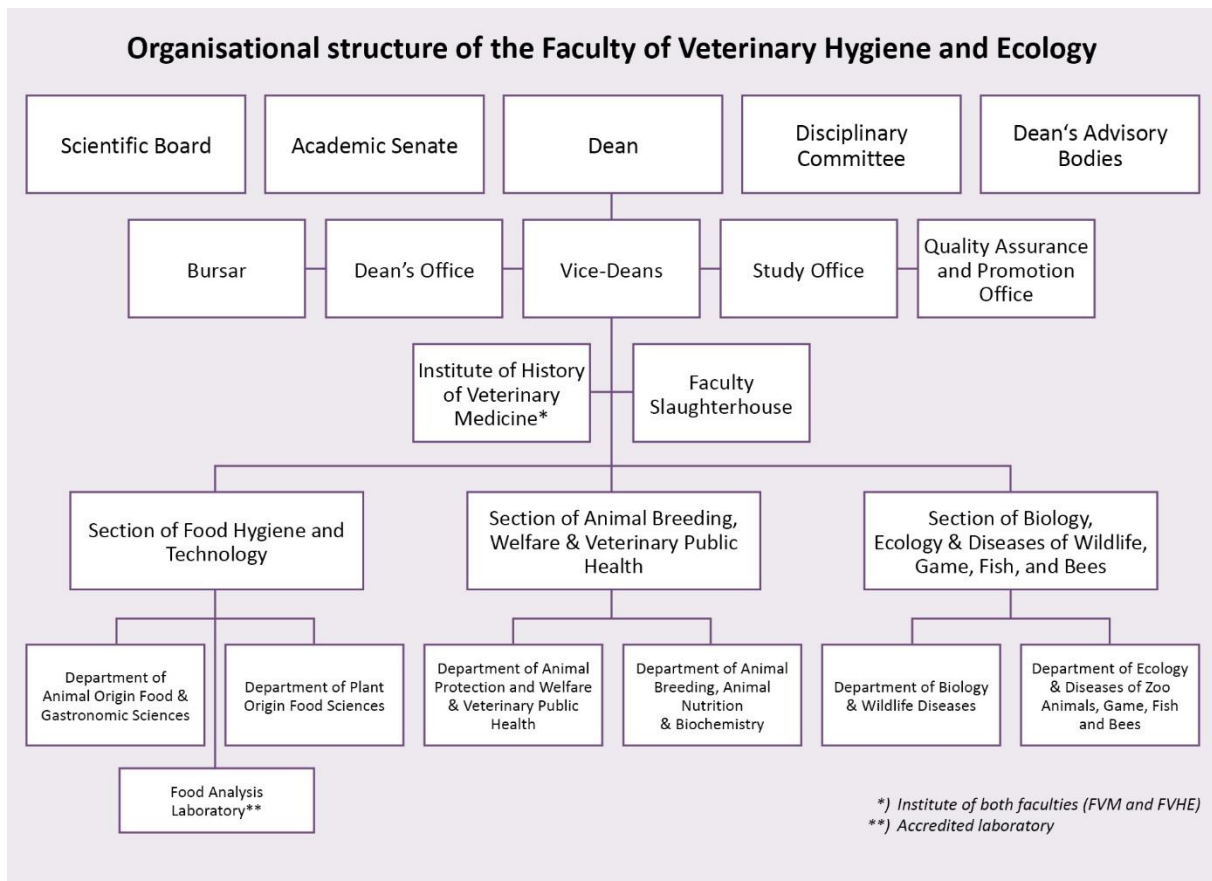 Organisational structure of the Faculty of Veterinary Hygiene and Ecology
Scientific Board
Academic Senate
Dean
Disciplinary
Committee
Dean‘s Advisory
Bodies
Bursar
Dean’s Office
Vice-Deans
Study Office
Quality Assurance
and Promotion
Office
Institute of History
of Veterinary
Medicine*
Faculty
Slaughterhouse
Section of Food Hygiene and
Technology
Section of Animal Breeding,
Welfare & Veterinary Public
Health
Section of Biology,
Ecology & Diseases of Wildlife,
Game, Fish, and Bees
Department of
Animal Origin Food &
Gastronomic Sciences
Department of Plant
Origin Food Sciences
Department of Animal
Protection and Welfare
& Veterinary Public
Health
Department of Animal
Breeding, Animal
Nutrition
& Biochemistry
Department of Biology
& Wildlife Diseases
Department of Ecology
& Diseases of Zoo
Animals, Game, Fish
and Bees
Food Analysis
Laboratory**
*) Institute of both faculties (FVM and FVHE)
**) Accredited laboratory